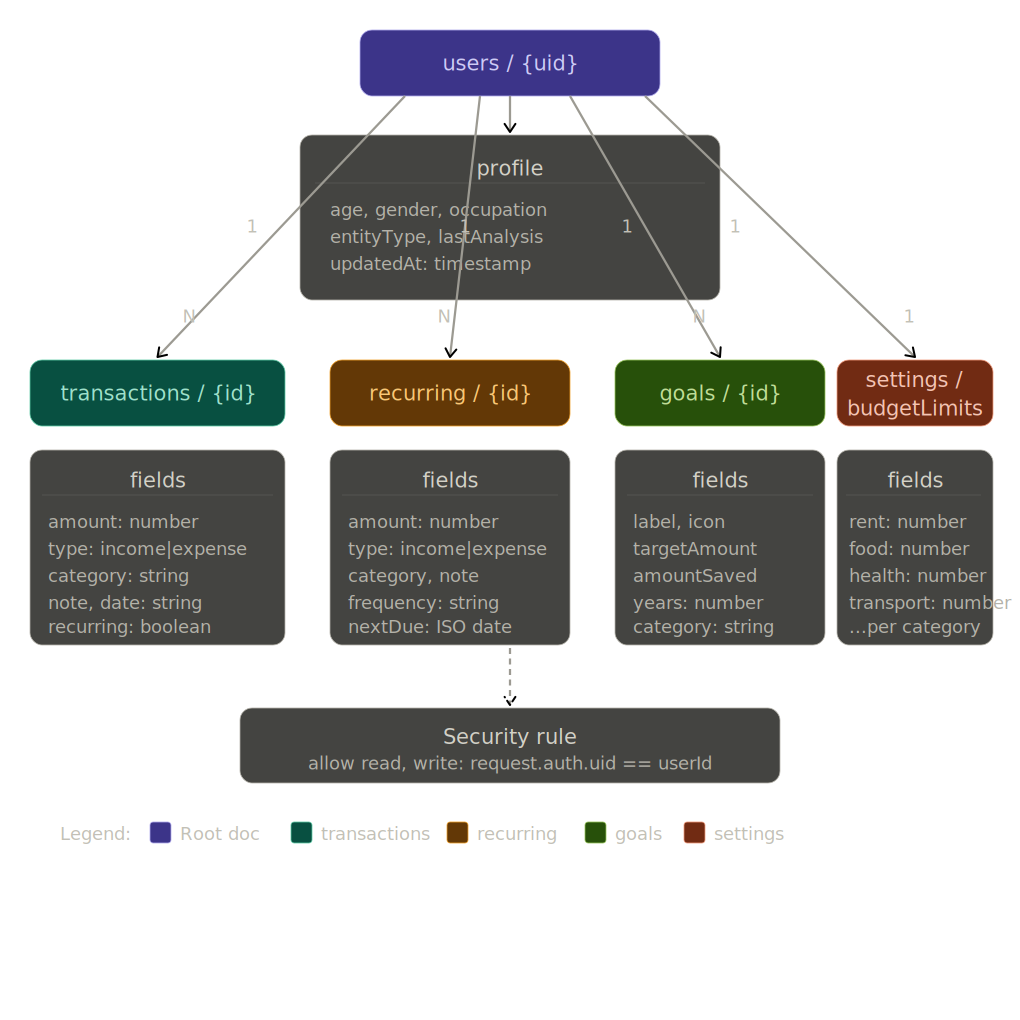 users / {uid}
profile
age, gender, occupation
1
1
1
1
entityType, lastAnalysis
updatedAt: timestamp
N
N
N
1
transactions / {id}
recurring / {id}
goals / {id}
settings /
budgetLimits
fields
amount: number
type: income|expense
category: string
note, date: string
recurring: boolean
fields
amount: number
type: income|expense
category, note
frequency: string
nextDue: ISO date
fields
label, icon
targetAmount
amountSaved
years: number
category: string
fields
rent: number
food: number
health: number
transport: number
...per category
Security rule
allow read, write: request.auth.uid == userId
Legend: Root doc transactions recurring goals settings